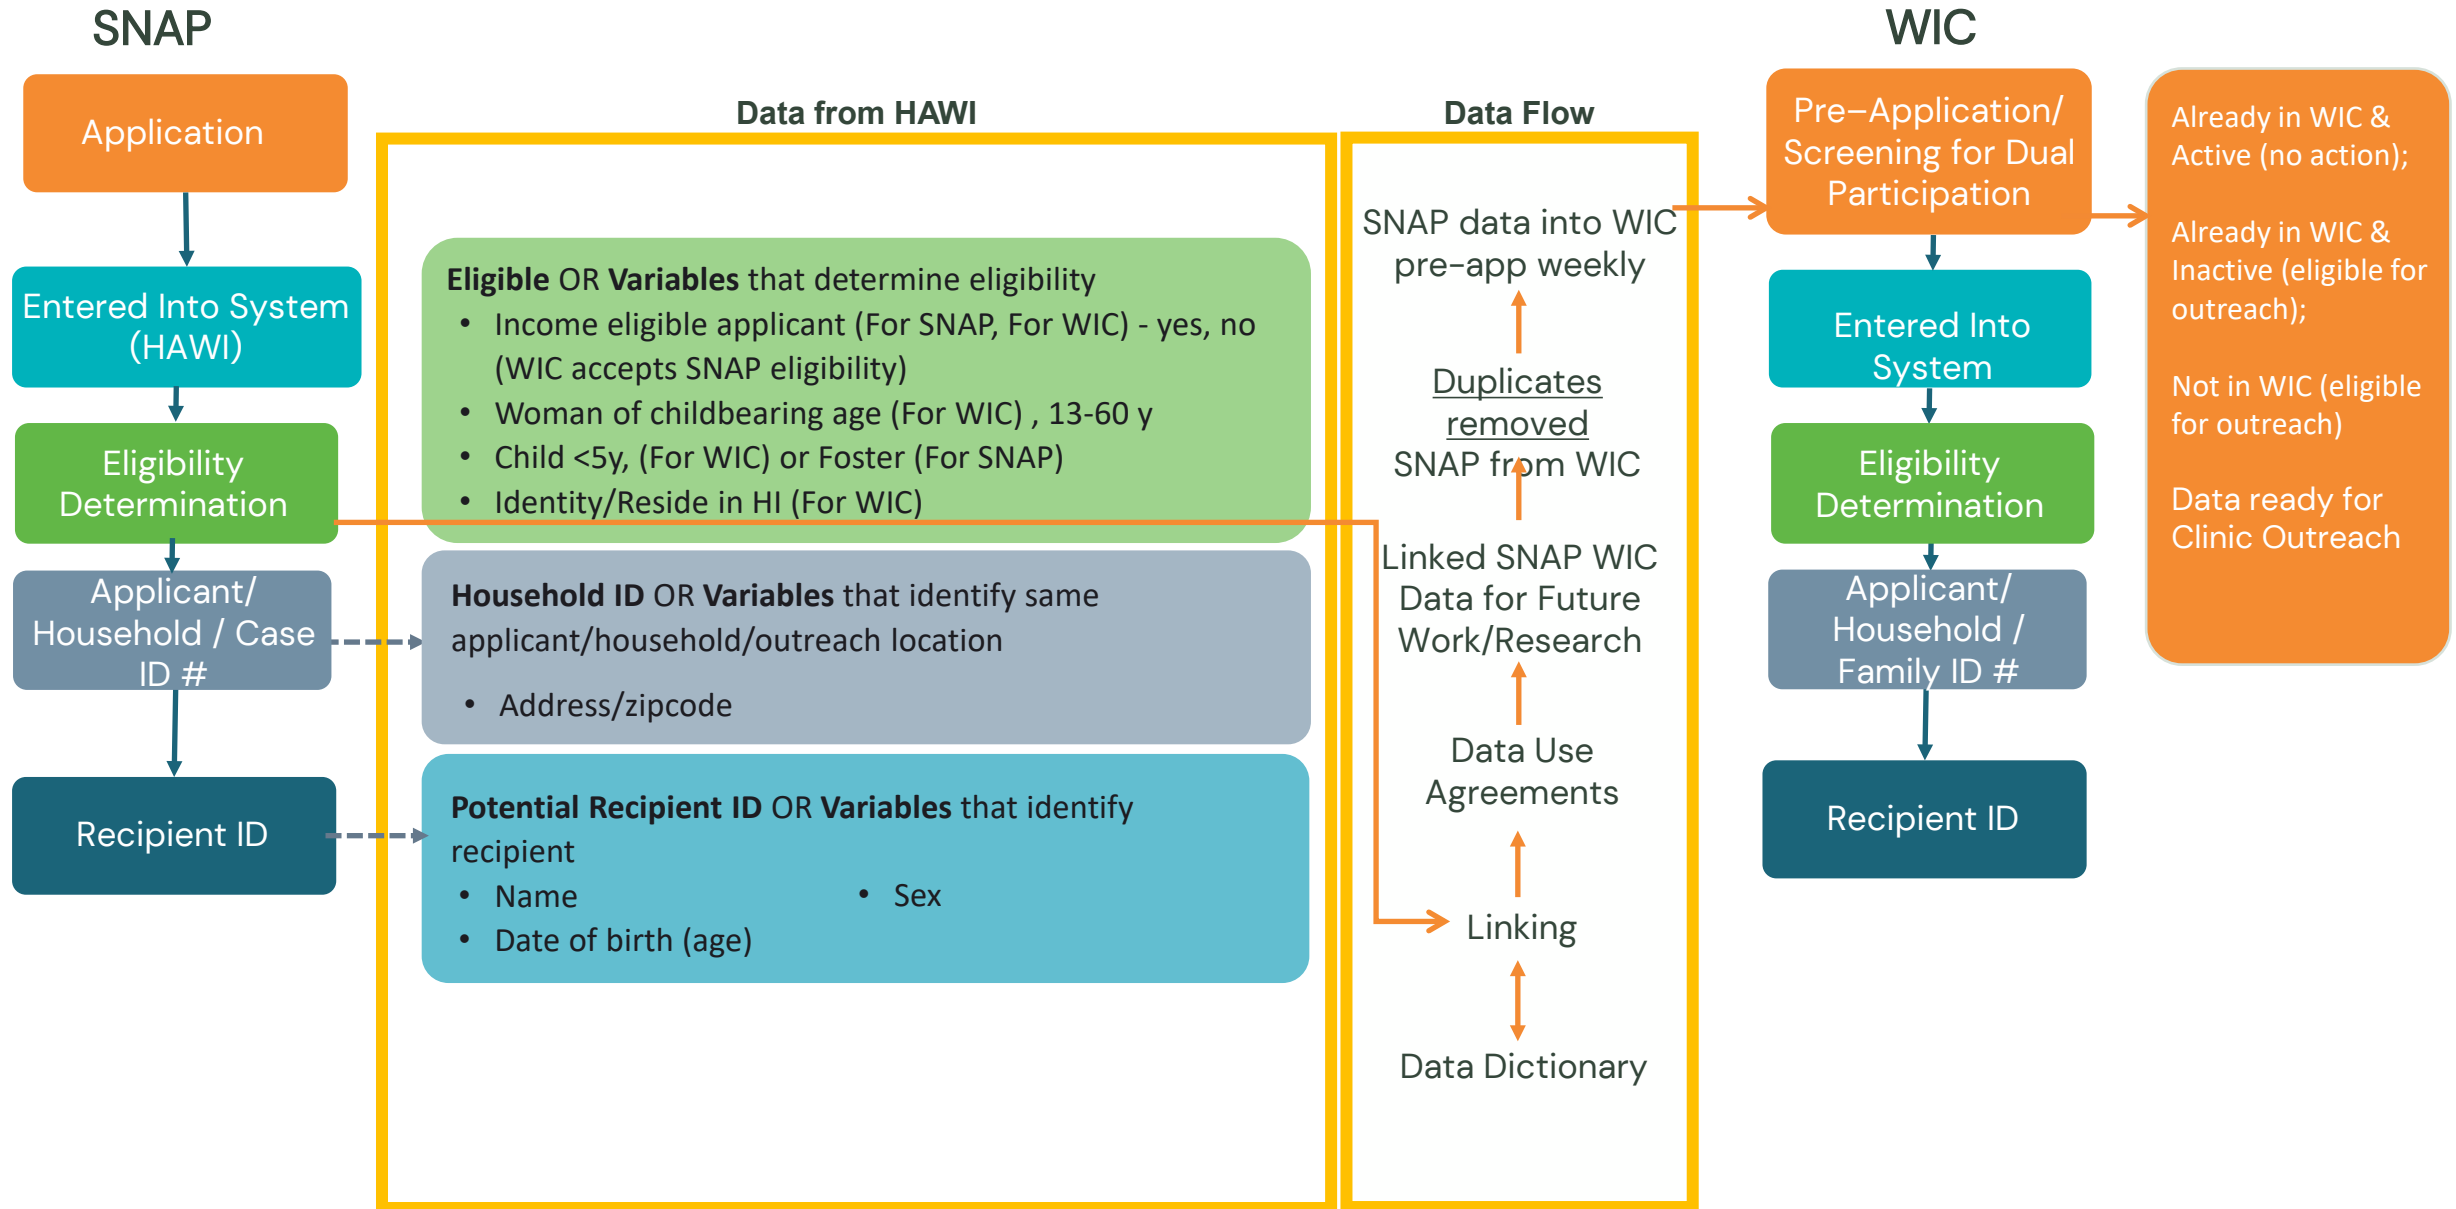 SNAP
Application
Entered Into System
(HAWI)
Eligibility
Determination
Applicant/
Household / Case
ID #
Recipient ID
Data from HAWI
Eligible OR Variables that determine eligibility
• Income eligible applicant (For SNAP, For WIC) - yes, no
(WIC accepts SNAP eligibility)
• Woman of childbearing age (For WIC) , 13-60 y
• Child <5y, (For WIC) or Foster (For SNAP)
• Identity/Reside in HI (For WIC)
Household ID OR Variables that identify same
applicant/household/outreach location
• Address/zipcode
Potential Recipient ID OR Variables that identify
recipient
• Name
• Date of birth (age)
• Sex
Data Flow
SNAP data into WIC
pre-app weekly
Duplicates
removed
SNAP from WIC
Linked SNAP WIC
Data for Future
Work/Research
Data Use
Agreements
Linking
Data Dictionary
WIC
Pre-Application/
Screening for Dual
Participation
Entered Into
System
Eligibility
Determination
Applicant/
Household /
Family ID #
Recipient ID
Already in WIC &
Active (no action);
Already in WIC &
Inactive (eligible for
outreach);
Not in WIC (eligible
for outreach)
Data ready for
Clinic Outreach